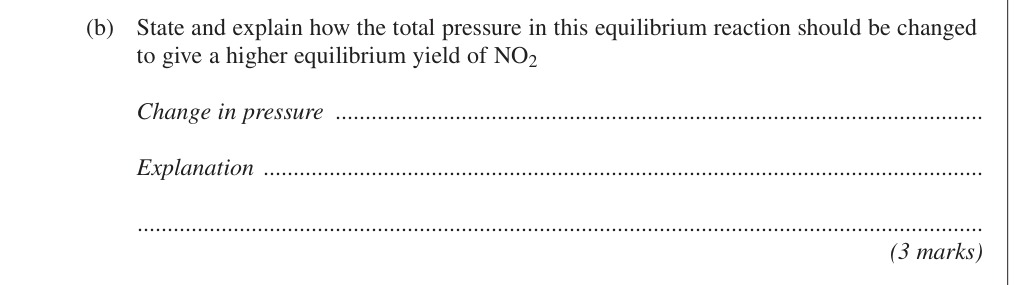 (b) State and explain how the total pressure in this equilibrium reaction should be changed
to give a higher equilibrium yield of NO₂
Change in pressure ............................................................................................................
Explanation ........................................................................................................................
.............................................................................................................................................
(3 marks)